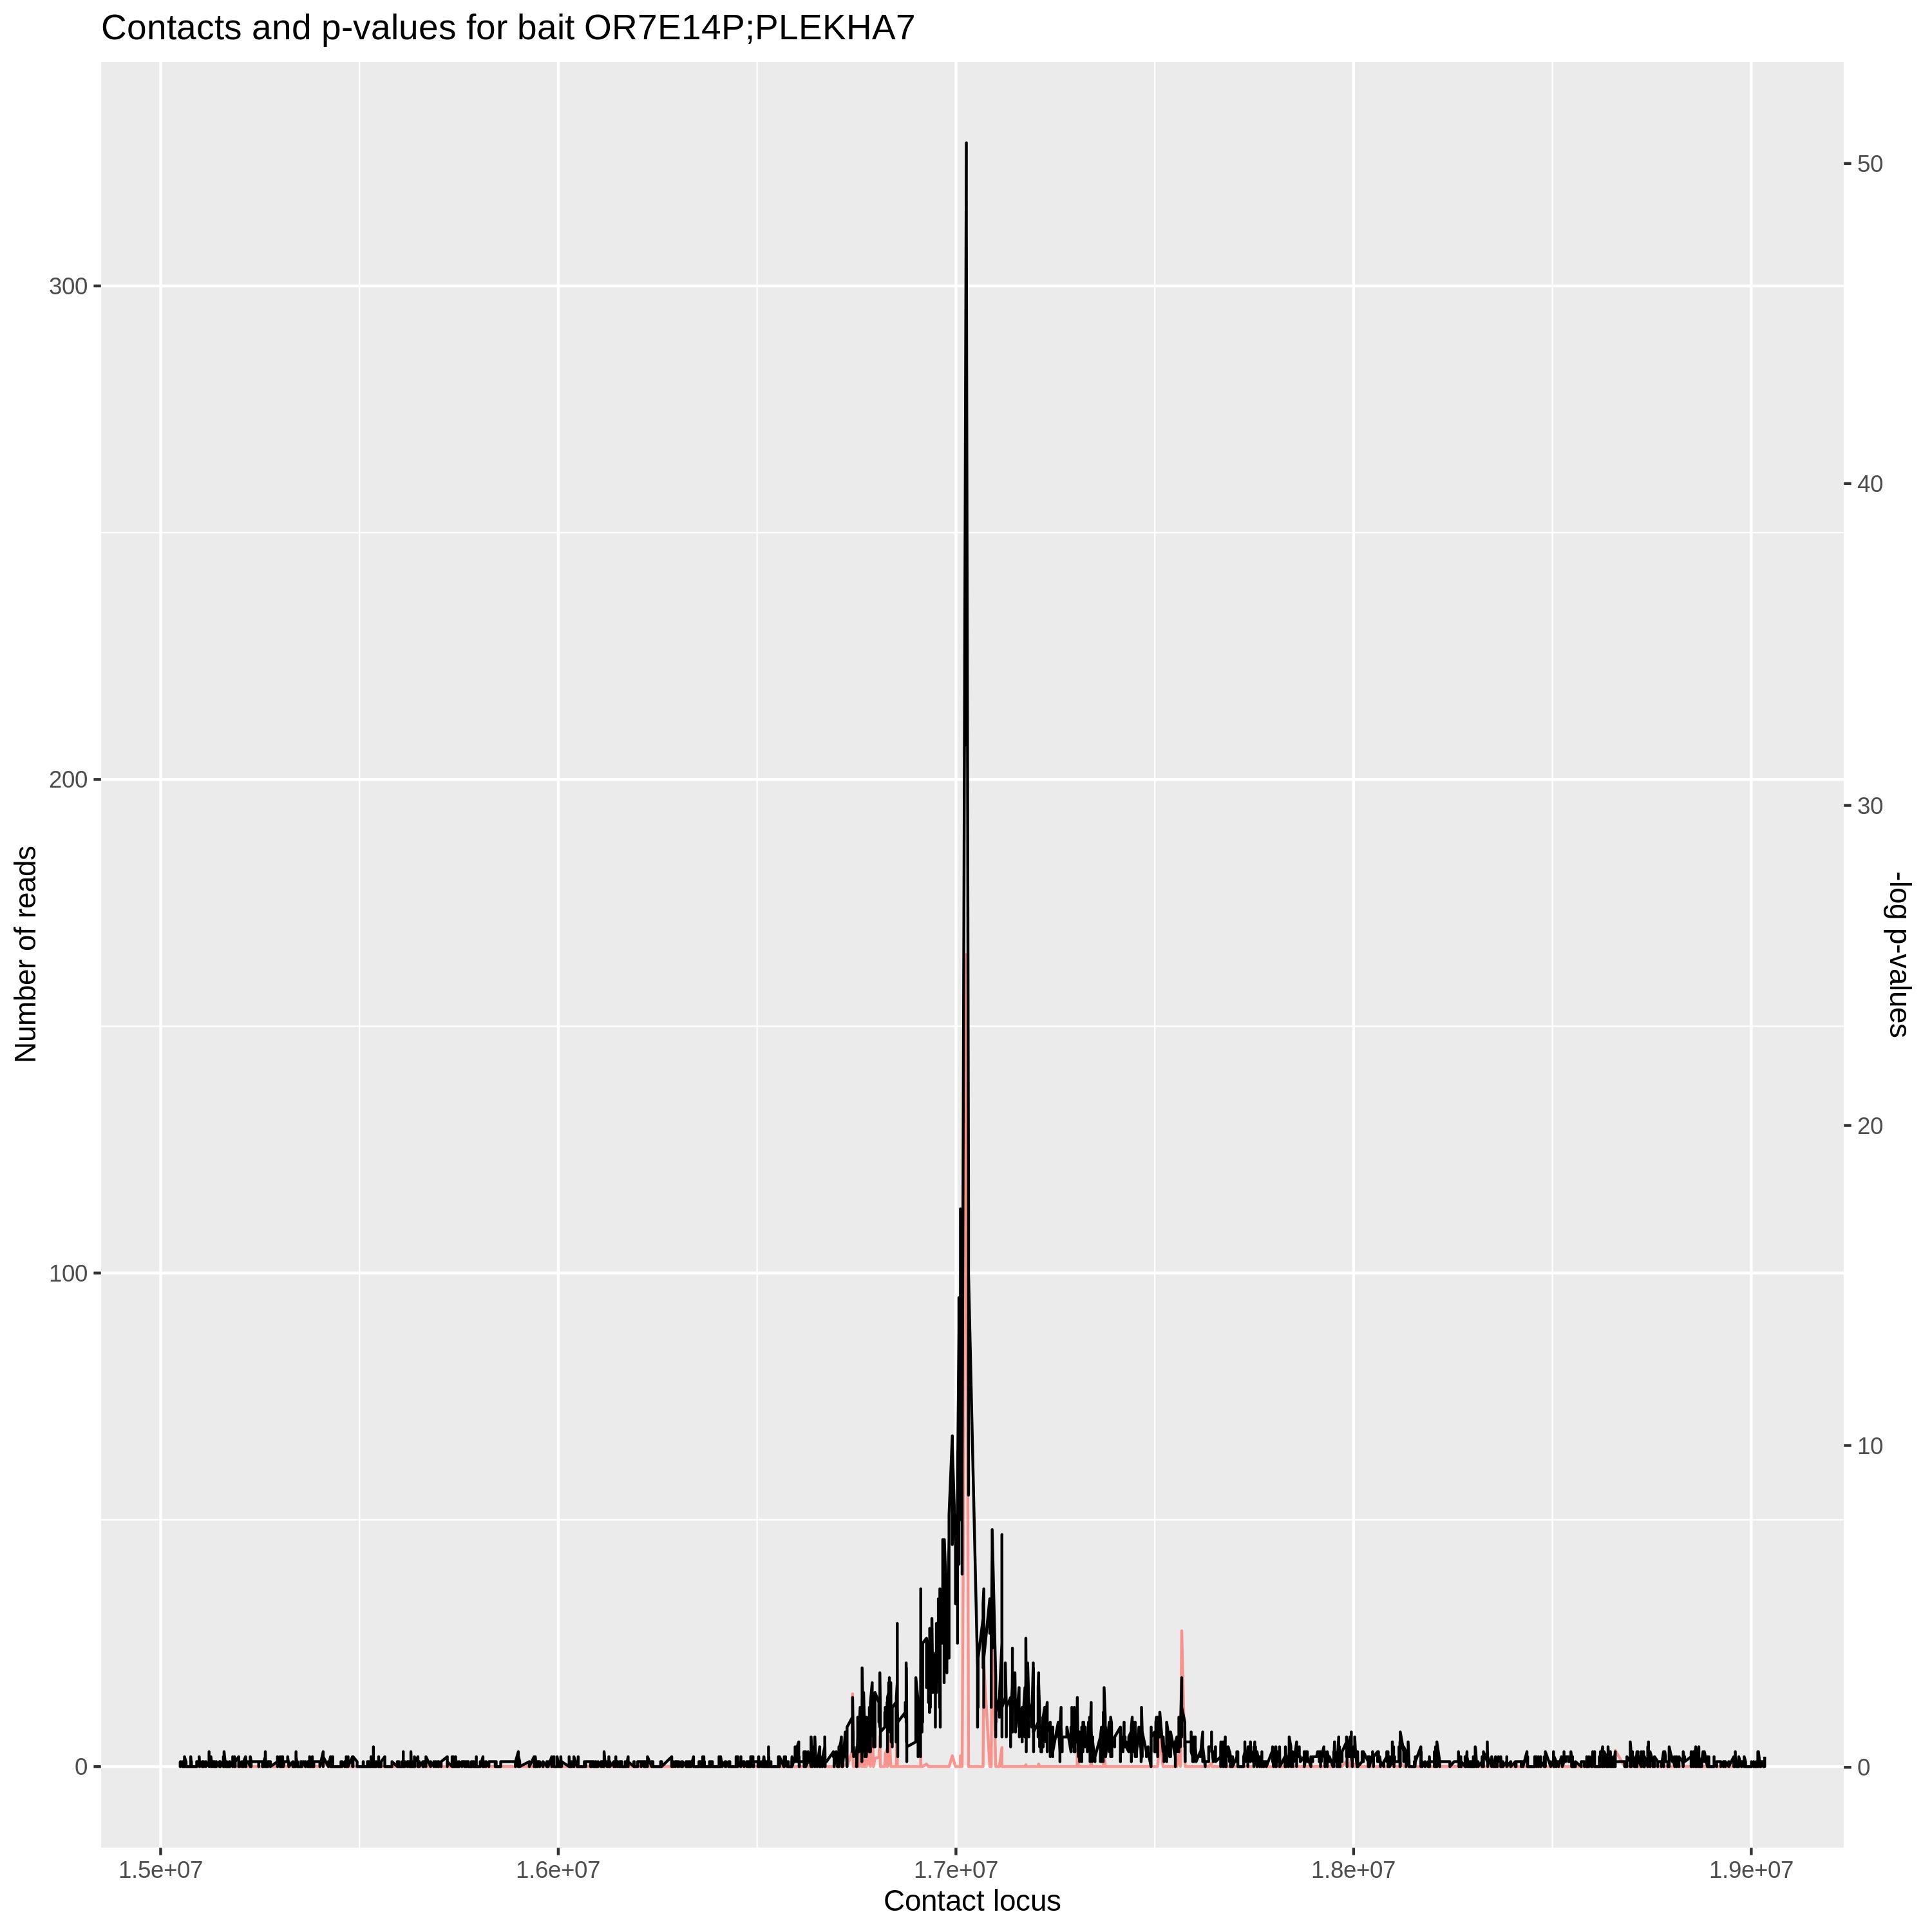 Contacts and p-values for bait OR7E14P;PLEKHA7
Number of reads
300
200
100
0
50
40
30
20
10
0
-log p-values
1.5e+07 1.6e+07 1.7e+07 1.8e+07 1.9e+07
Contact locus